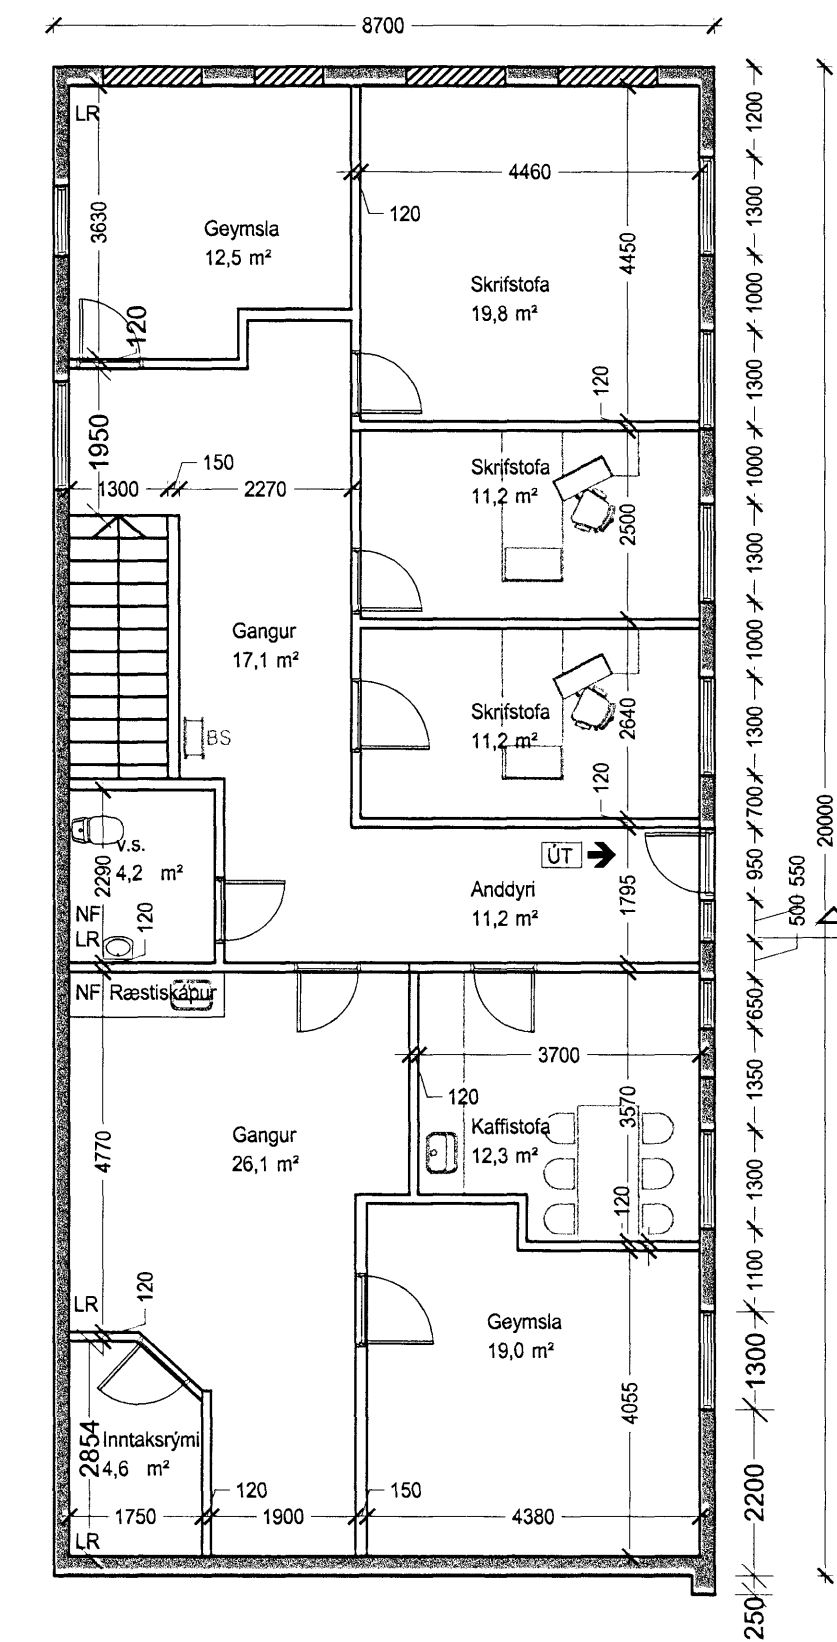 8700
LR
1200
4460
120
3630
Geymsla
12,5 m²
1300
4450
Skrifstofa
19,8 m²
1000
120
1300
120
1950
150
1300
2270
Skrifstofa
11,2 m²
1000
2500
1300
Gangur
17,1 m²
1000
Skrifstofa
11,2 m²
2640
1300
BS
120
700
20000
v.s.
4,2 m²
2290
ÚT
950
550
500
Anddyri
11,2 m²
1795
NF
LR
120
NF Ræstiskápur
650
3700
120
3570
1350
Kaffistofa
12,3 m²
Gangur
26,1 m²
4770
1300
120
1100
LR
120
Geymsla
19,0 m²
1300
4055
2854
Inntaksrými
4,6 m²
120
150
2200
1750
1900
4380
LR
250